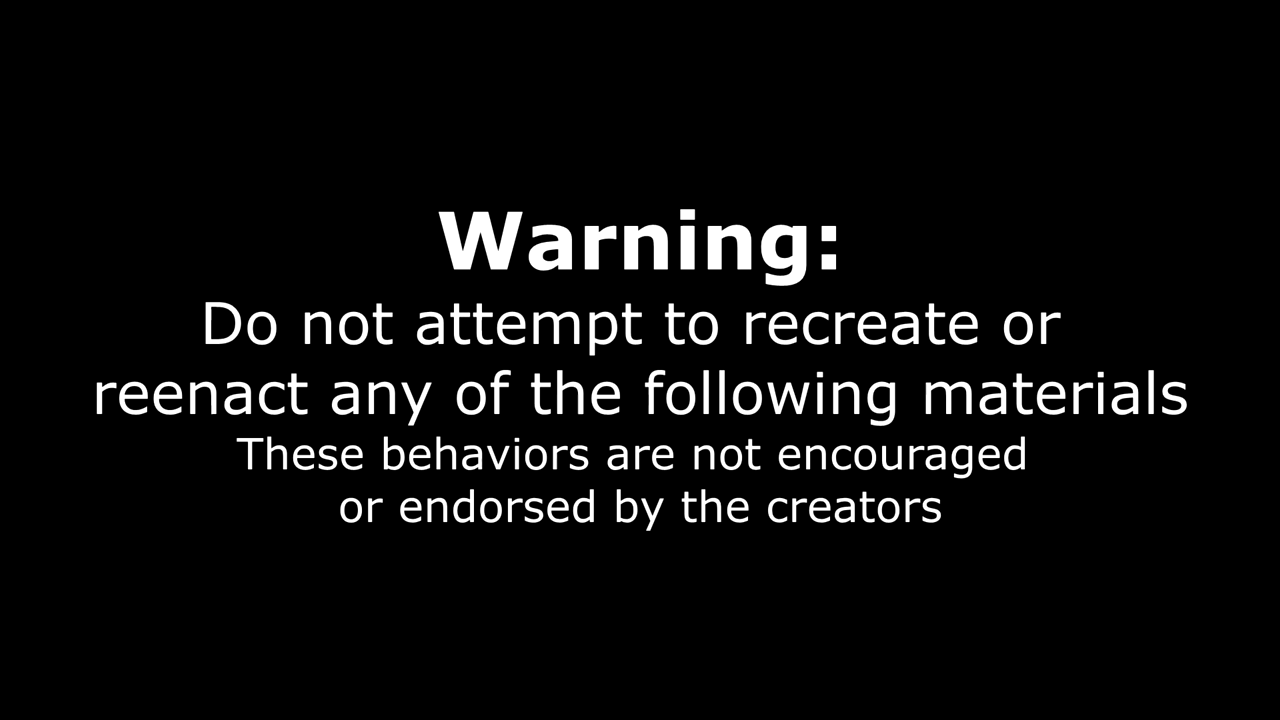 Warning:
Do not attempt to recreate or
reenact any of the following materials
These behaviors are not encouraged
or endorsed by the creators